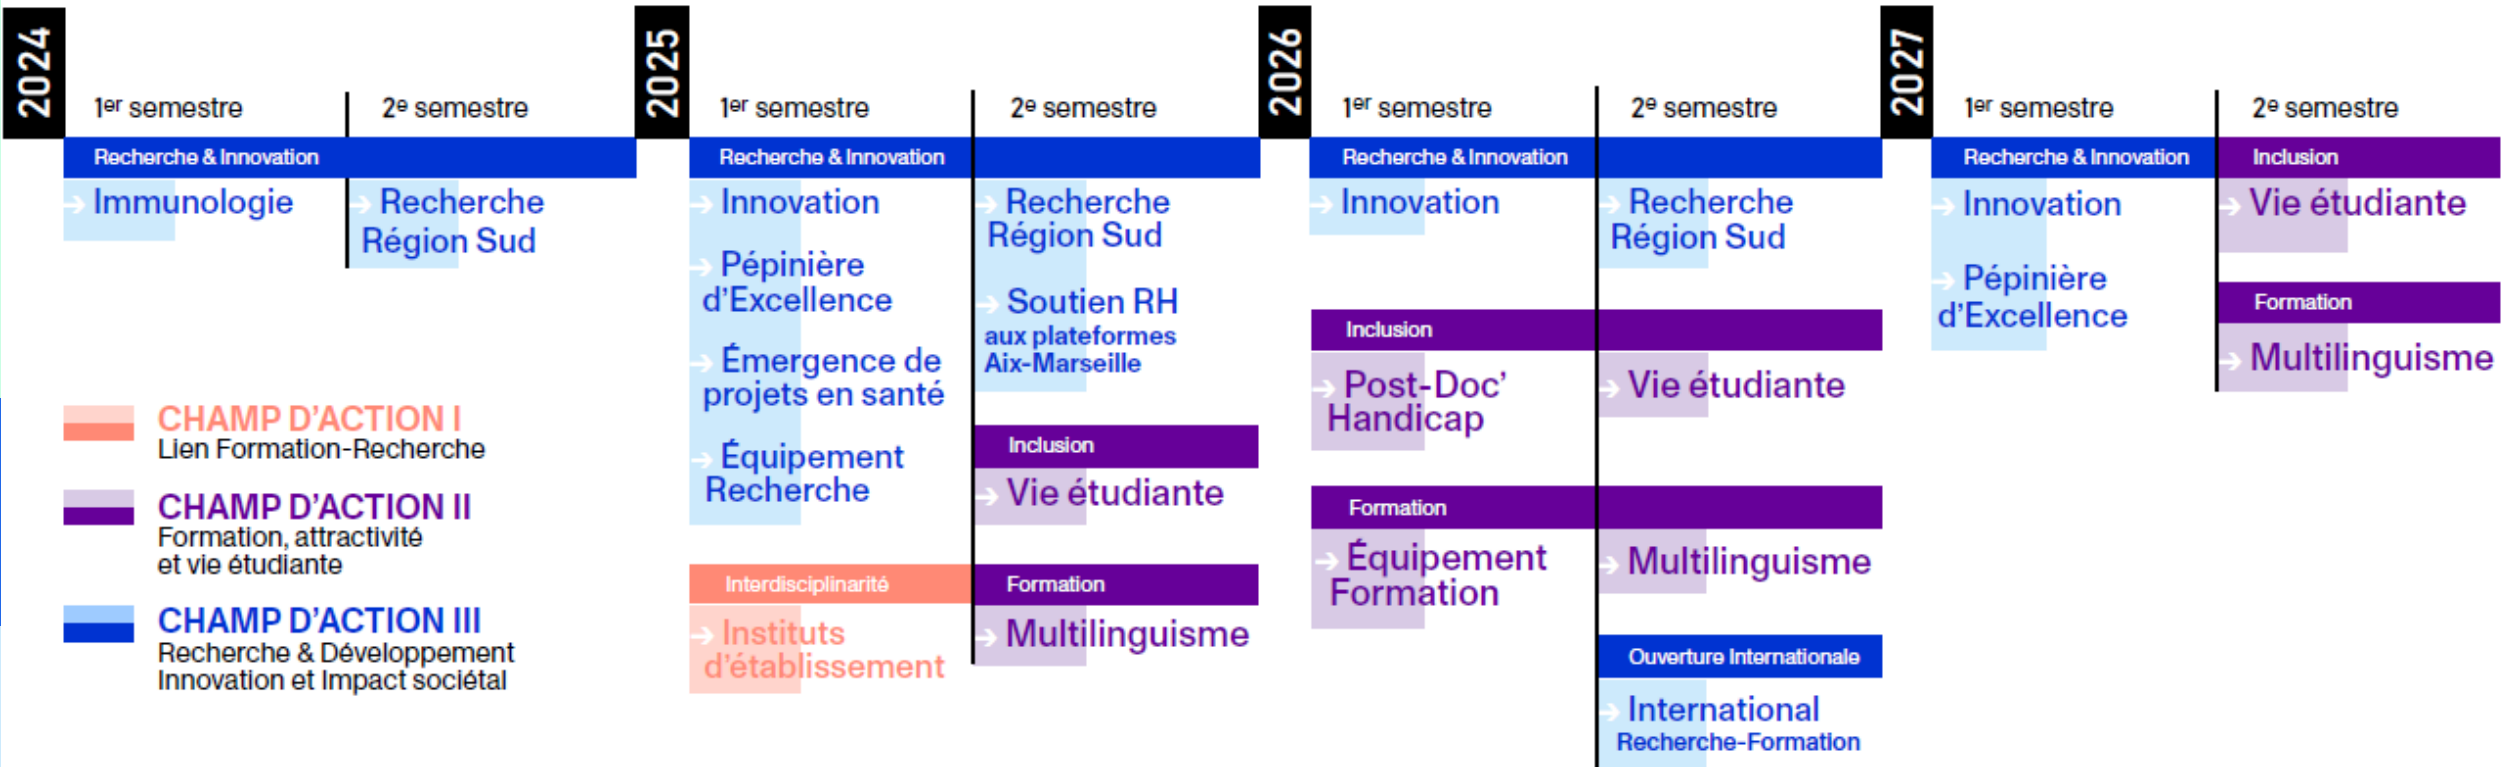 2024
1er semestre
2e semestre
Recherche & Innovation
→ Immunologie
→ Recherche
Région Sud
2025
1er semestre
2e semestre
Recherche & Innovation
→ Innovation
→ Pépinière
d'Excellence
→ Émergence de
projets en santé
→ Équipement
Recherche
Interdisciplinarité
→ Instituts
d'établissement
→ Recherche
Région Sud
→ Soutien RH
aux plateformes
Aix-Marseille
Inclusion
→ Vie étudiante
Formation
→ Multilinguisme
2026
1er semestre
2e semestre
Recherche & Innovation
→ Innovation
→ Recherche
Région Sud
Inclusion
→ Post-Doc'
Handicap
→ Vie étudiante
Formation
→ Équipement
Formation
→ Multilinguisme
Ouverture Internationale
→ International
Recherche-Formation
2027
1er semestre
2e semestre
Recherche & Innovation
→ Innovation
→ Pépinière
d'Excellence
Inclusion
→ Vie étudiante
Formation
→ Multilinguisme
CHAMP D'ACTION I
Lien Formation-Recherche
CHAMP D'ACTION II
Formation, attractivité
et vie étudiante
CHAMP D'ACTION III
Recherche & Développement
Innovation et Impact sociétal